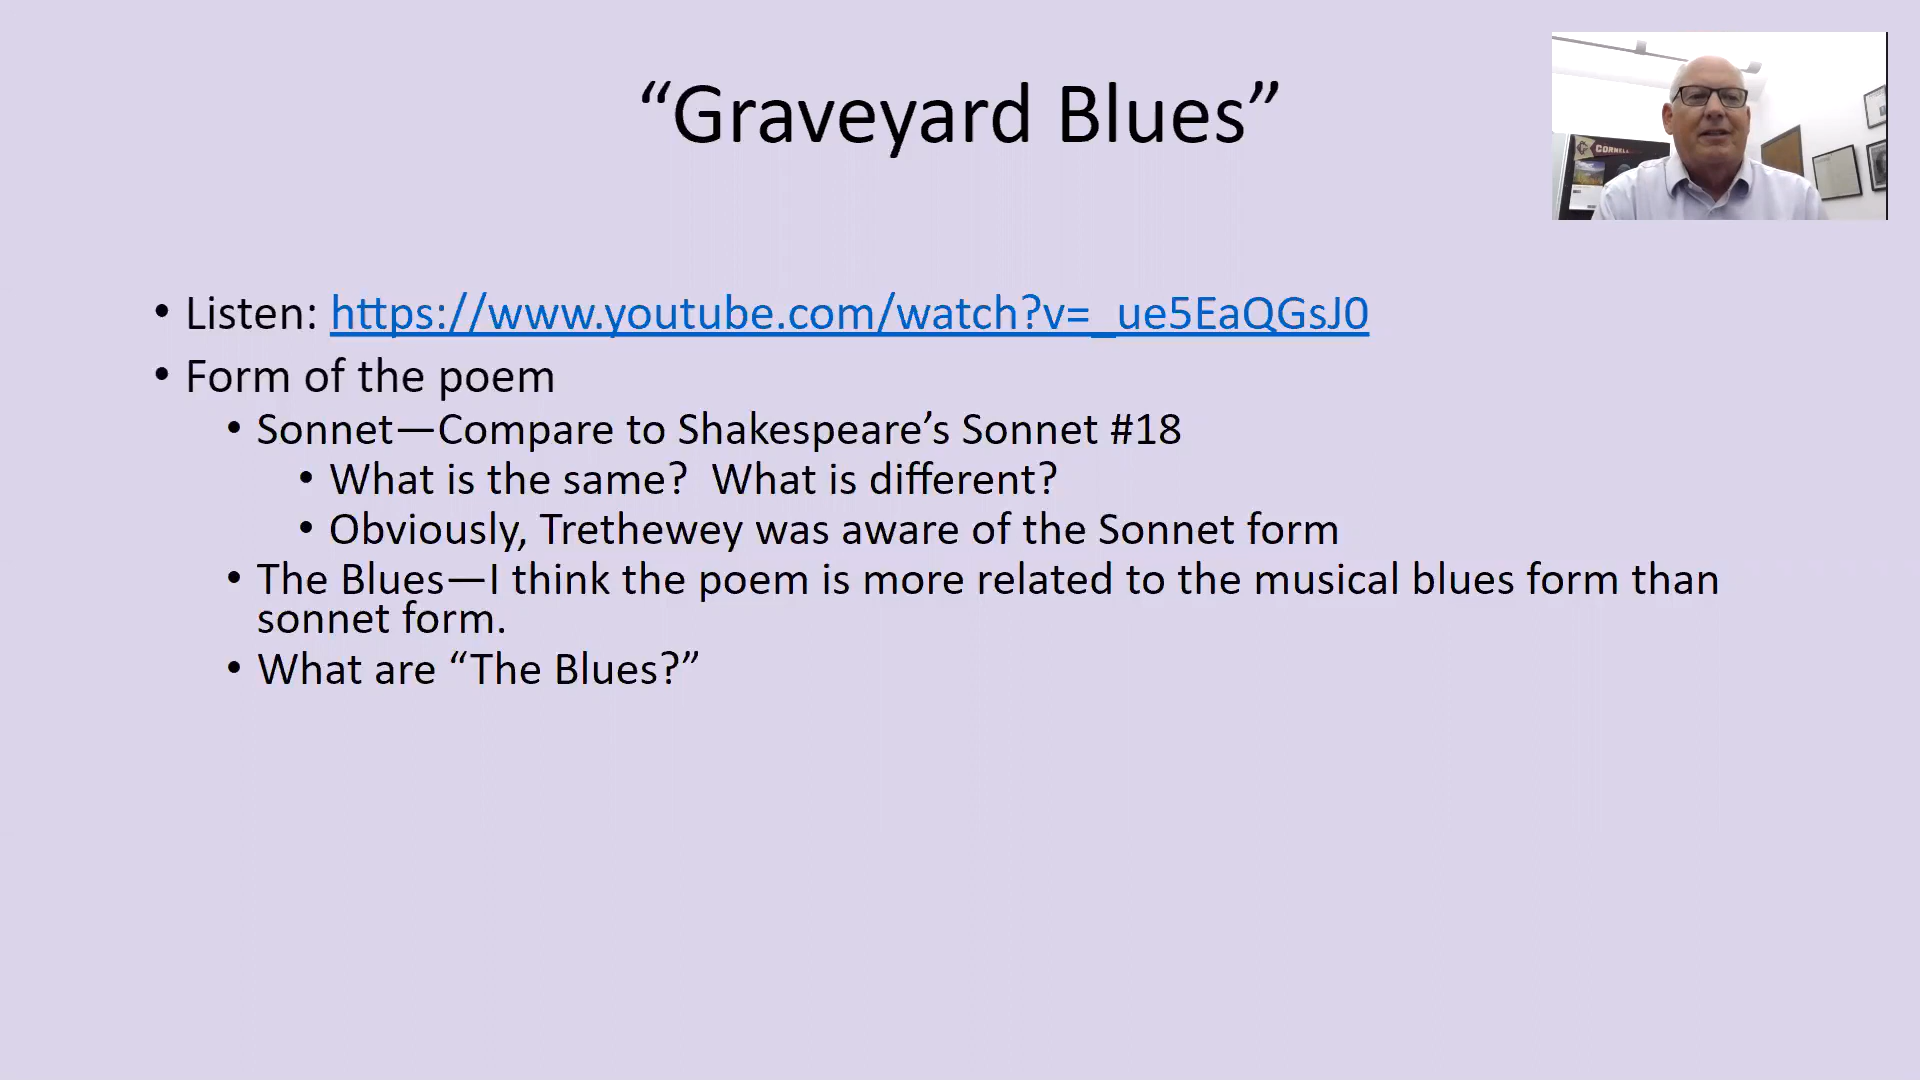 “Graveyard Blues”
CORNELL
• Listen: https://www.youtube.com/watch?v=_ue5EaQGsJ0
• Form of the poem
• Sonnet—Compare to Shakespeare’s Sonnet #18
• What is the same?  What is different?
• Obviously, Trethewey was aware of the Sonnet form
• The Blues—I think the poem is more related to the musical blues form than
sonnet form.
• What are “The Blues?”